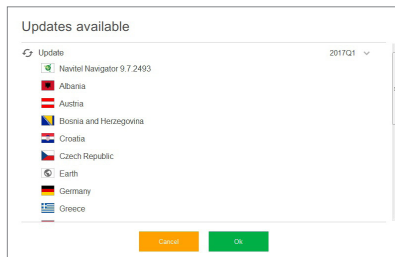 Updates available
Update 2017Q1
Navitel Navigator 9.7.2493
Albania
Austria
Bosnia and Herzegovina
Croatia
Czech Republic
Earth
Germany
Greece
Cancel Ok